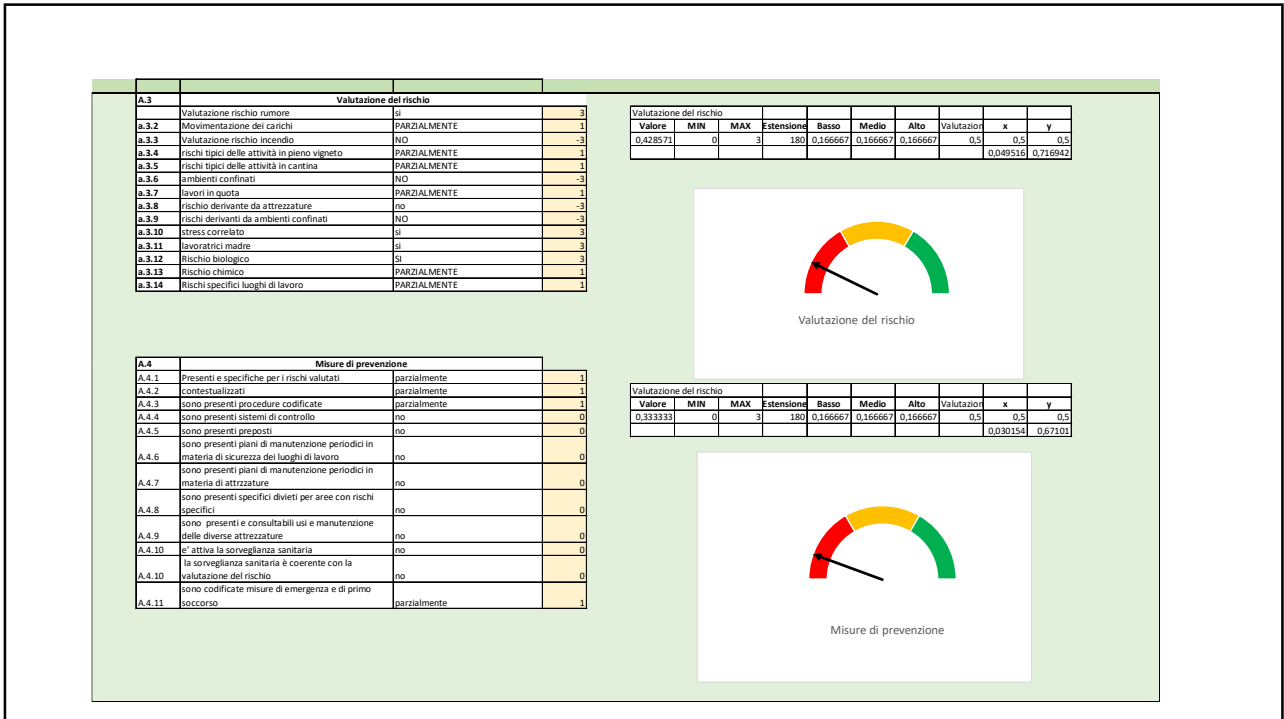 A.3 Valutazione del rischio
Valutazione rischio rumore si 3
a.3.2 Movimentazione dei carichi PARZIALMENTE 1
a.3.3 Valutazione rischio incendio NO -3
a.3.4 rischi tipici delle attività in pieno vigneto PARZIALMENTE 1
a.3.5 rischi tipici delle attività in cantina PARZIALMENTE 1
a.3.6 ambienti confinati NO -3
a.3.7 lavori in quota PARZIALMENTE 1
a.3.8 rischio derivante da attrezzature no -3
a.3.9 rischi derivanti da ambienti confinati NO -3
a.3.10 stress correlato si 3
a.3.11 lavoratrici madre si 3
a.3.12 Rischio biologico SI 3
a.3.13 Rischio chimico PARZIALMENTE 1
a.3.14 Rischi specifici luoghi di lavoro PARZIALMENTE 1
Valutazione del rischio
Valore MIN MAX Estensione Basso Medio Alto Valutazion x y
0,428571 0 3 180 0,166667 0,166667 0,166667 0,5 0,5 0,5
0,049516 0,716942
Valutazione del rischio
A.4 Misure di prevenzione
A.4.1 Presenti e specifiche per i rischi valutati parzialmente 1
A.4.2 contestualizzati parzialmente 1
A.4.3 sono presenti procedure codificate parzialmente 1
A.4.4 sono presenti sistemi di controllo no 0
A.4.5 sono presenti preposti no 0
sono presenti piani di manutenzione periodici in
A.4.6 materia di sicurezza dei luoghi di lavoro no 0
sono presenti piani di manutenzione periodici in
A.4.7 materia di attrzzature no 0
sono presenti specifici divieti per aree con rischi
A.4.8 specifici no 0
sono presenti e consultabili usi e manutenzione
A.4.9 delle diverse attrezzature no 0
A.4.10 e' attiva la sorveglianza sanitaria no 0
la sorveglianza sanitaria è coerente con la
A.4.10 valutazione del rischio no 0
sono codificate misure di emergenza e di primo
A.4.11 soccorso parzialmente 1
Valutazione del rischio
Valore MIN MAX Estensione Basso Medio Alto Valutazion x y
0,333333 0 3 180 0,166667 0,166667 0,166667 0,5 0,5 0,5
0,030154 0,67101
Misure di prevenzione